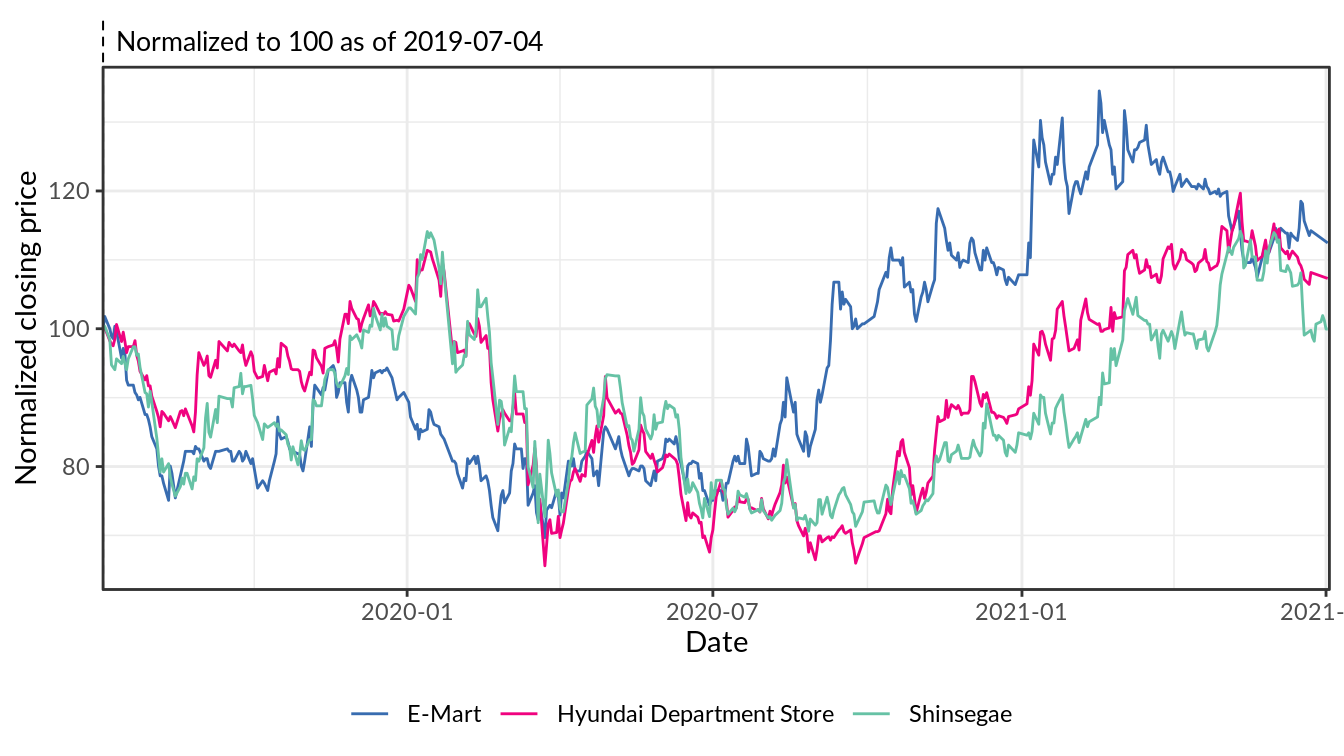 Normalized to 100 as of 2019-07-04
Normalized closing price
120
100
80
2020-01
2020-07
2021-01
2021-
Date
E-Mart
Hyundai Department Store
Shinsegae